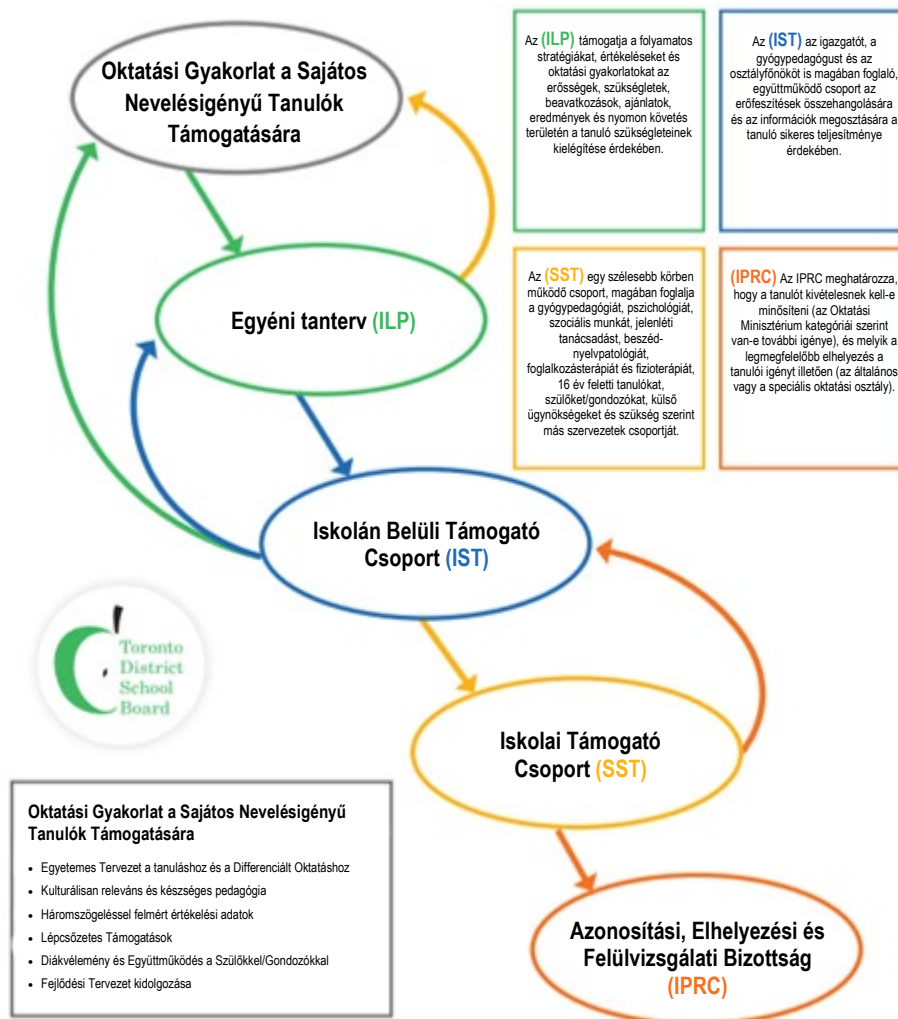 Oktatási Gyakorlat a Sajátos
Nevelésigényű Tanulók
Támogatására
Az (ILP) támogatja a folyamatos
stratégiákat, értékeléseket és
oktatási gyakorlatokat az
erősségek, szükségletek,
beavatkozások, ajánlatok,
eredmények és nyomon követés
területén a tanuló szükségleteinek
kielégítése érdekében.
Az (IST) az igazgatót, a
gyógypedagógust és az
osztályfőnököt is magában foglaló,
együttműködő csoport az
erőfeszítések összehangolására
és az információk megosztására a
tanuló sikeres teljesítménye
érdekében.
Egyéni tanterv (ILP)
Az (SST) egy szélesebb körben
működő csoport, magában foglalja
a gyógypedagógiát, pszichológiát,
szociális munkát, jelenléti
tanácsadást, beszéd-
nyelvpatológiát,
foglalkozásterápiát és fizioterápiát,
16 év feletti tanulókat,
szülőket/gondozókat, külső
ügynökségeket és szükség szerint
más szervezetek csoportját.
(IPRC) Az IPRC meghatározza,
hogy a tanulót kivételesnek kell-e
minősíteni (az Oktatási
Minisztérium kategóriái szerint
van-e további igénye), és melyik a
legmegfelelőbb elhelyezés a
tanulói igényt illetően (az általános
vagy a speciális oktatási osztály).
Iskolán Belüli Támogató
Csoport (IST)
Toronto
District
School
Board
Iskolai Támogató
Csoport (SST)
Oktatási Gyakorlat a Sajátos Nevelésigényű
Tanulók Támogatására
• Egyetemes Tervezet a tanuláshoz és a Differenciált Oktatáshoz
• Kulturálisan releváns és készséges pedagógia
• Háromszögeléssel felmért értékelési adatok
• Lépcsőzetes Támogatások
• Diákvélemény és Együttműködés a Szülőkkel/Gondozókkal
• Fejlődési Tervezet kidolgozása
Azonosítási, Elhelyezési és
Felülvizsgálati Bizottság
(IPRC)